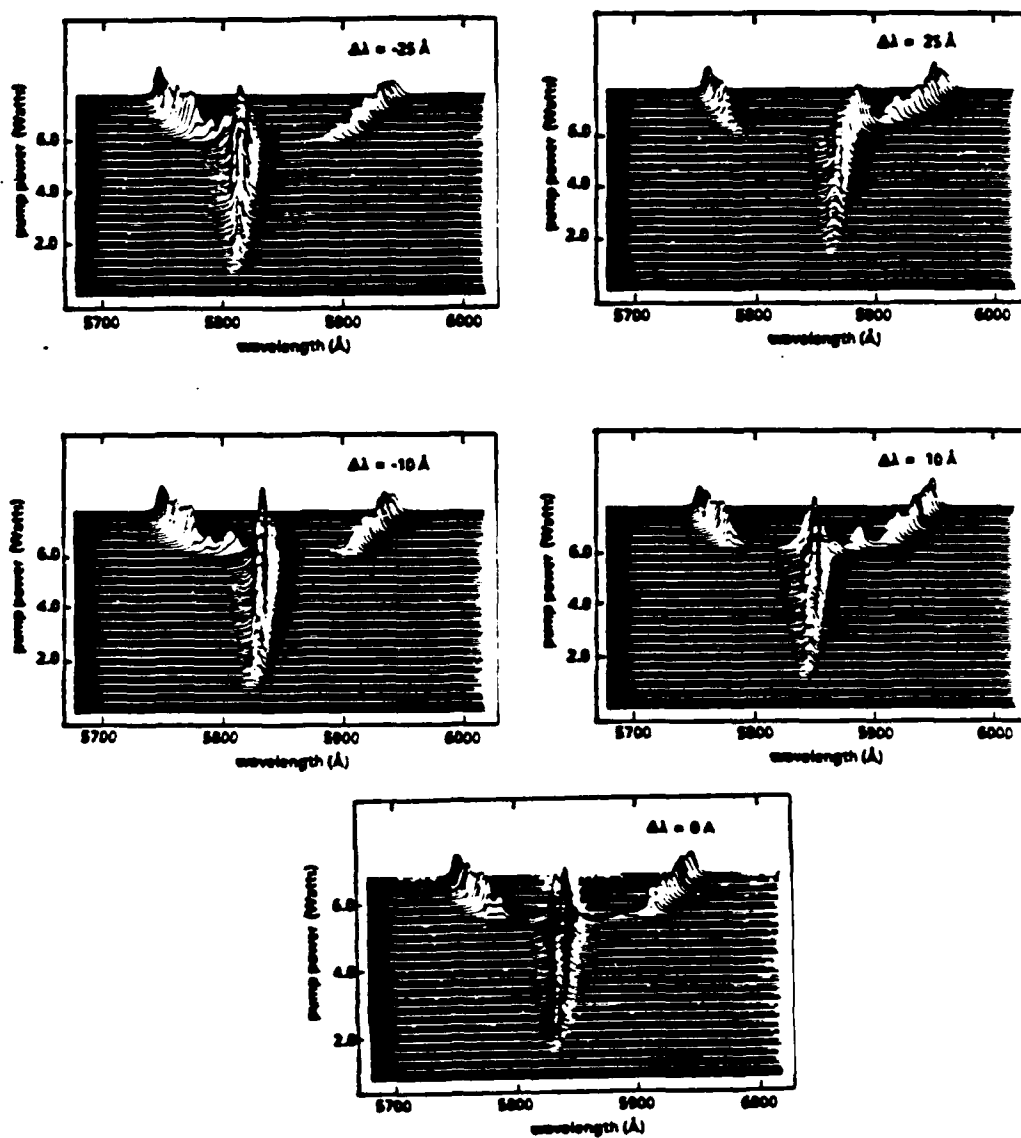 Δλ = -25 Å
pump power (Watts)
6.0
4.0
2.0
5700 5800 5900 6000
wavelength (Å)
Δλ = 25 Å
pump power (Watts)
6.0
4.0
2.0
5700 5800 5900 6000
wavelength (Å)
Δλ = -10 Å
pump power (Watts)
6.0
4.0
2.0
5700 5800 5900 6000
wavelength (Å)
Δλ = 10 Å
pump power (Watts)
6.0
4.0
2.0
5700 5800 5900 6000
wavelength (Å)
Δλ = 0 Å
pump power (Watts)
6.0
4.0
2.0
5700 5800 5900 6000
wavelength (Å)